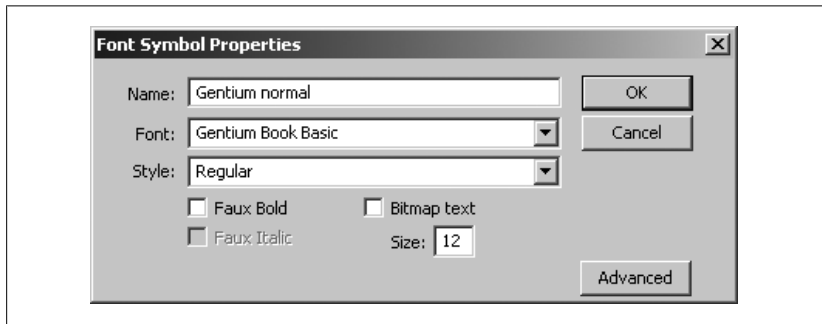 Font Symbol Properties
Name: Gentium normal OK
Font: Gentium Book Basic Cancel
Style: Regular
Faux Bold Bitmap text
Faux Italic Size: 12
Advanced